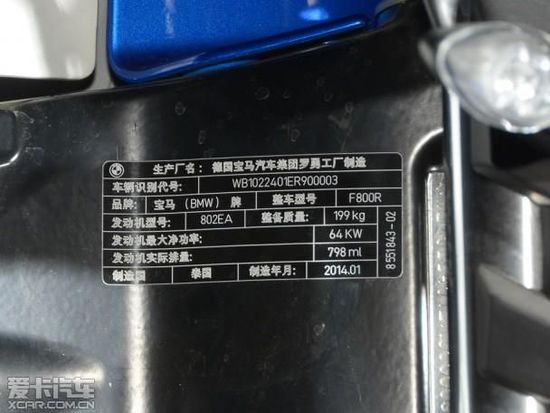 生产厂名： 德国宝马汽车集团罗勇工厂制造
车辆识别代号： WB1022401ER900003
品牌： 宝马 (BMW) 牌 整车型号 F800R
发动机型号： 802EA 整备质量： 199 kg
发动机最大净功率： 64 KW
发动机实际排量： 798 ml
制造国 泰国 制造年月： 2014.01
8 551843-02
爱卡汽车
XCAR.COM.CN